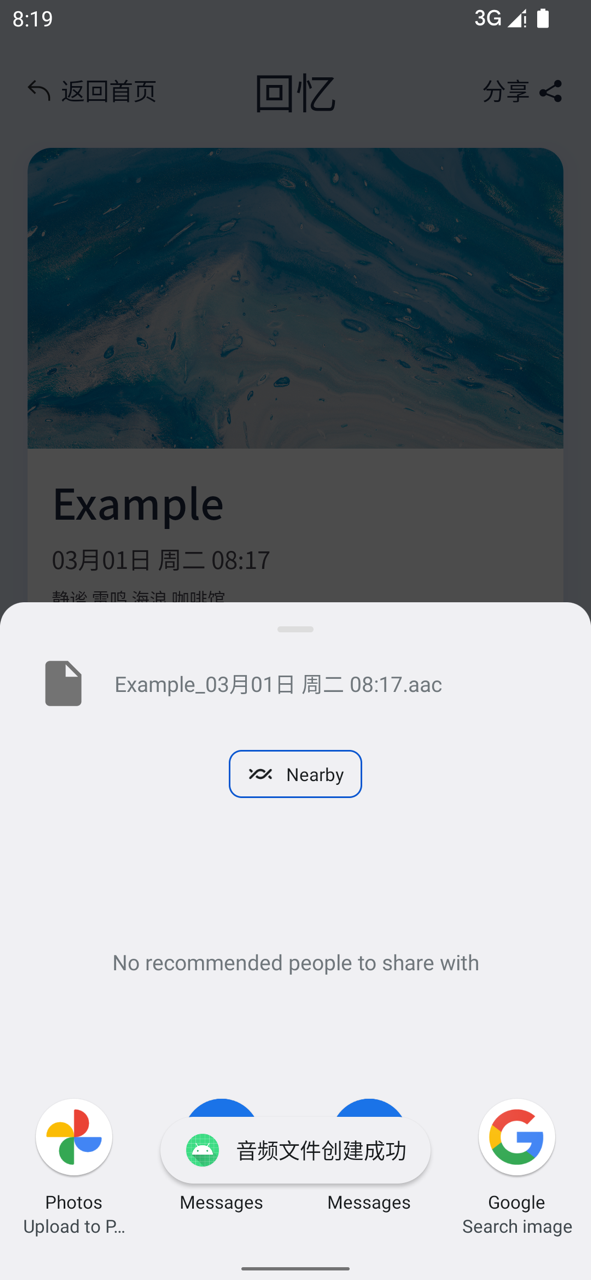 8:19
3G
返回首页
回忆
分享
Example
03月01日 周二 08:17
静谧 雷鸣 海浪 咖啡馆
Example_03月01日 周二 08:17.aac
Nearby
No recommended people to share with
音频文件创建成功
Photos
Messages
Messages
Google
Upload to P...
Search image